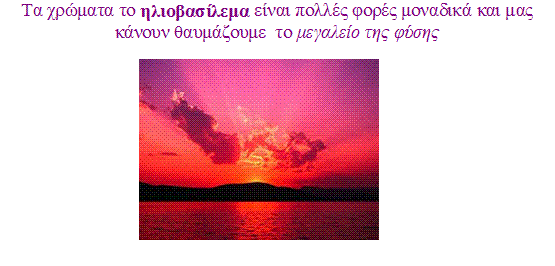 Τα χρώματα το ηλιοβασίλεμα είναι πολλές φορές μοναδικά και μας
κάνουν θαυμάζουμε το μεγαλείο της φύσης